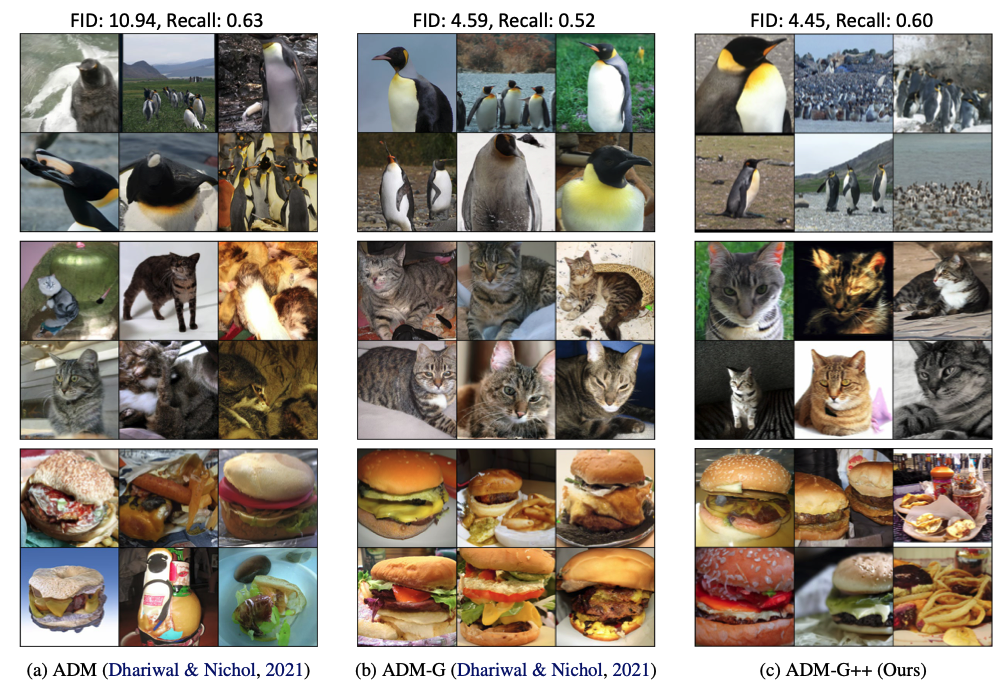 FID: 10.94, Recall: 0.63
FID: 4.59, Recall: 0.52
FID: 4.45, Recall: 0.60
(a) ADM (Dhariwal & Nichol, 2021)
(b) ADM-G (Dhariwal & Nichol, 2021)
(c) ADM-G++ (Ours)